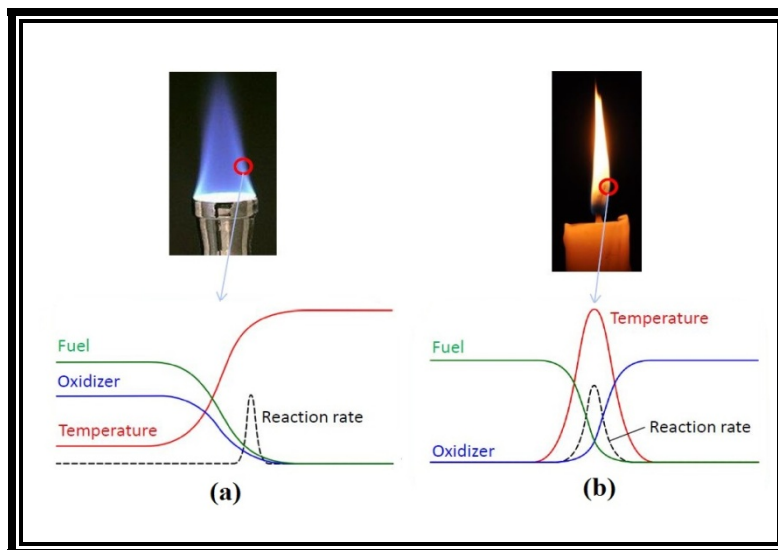 Fuel
Oxidizer
Temperature
Reaction rate
(a)
Temperature
Fuel
Reaction rate
Oxidizer
(b)